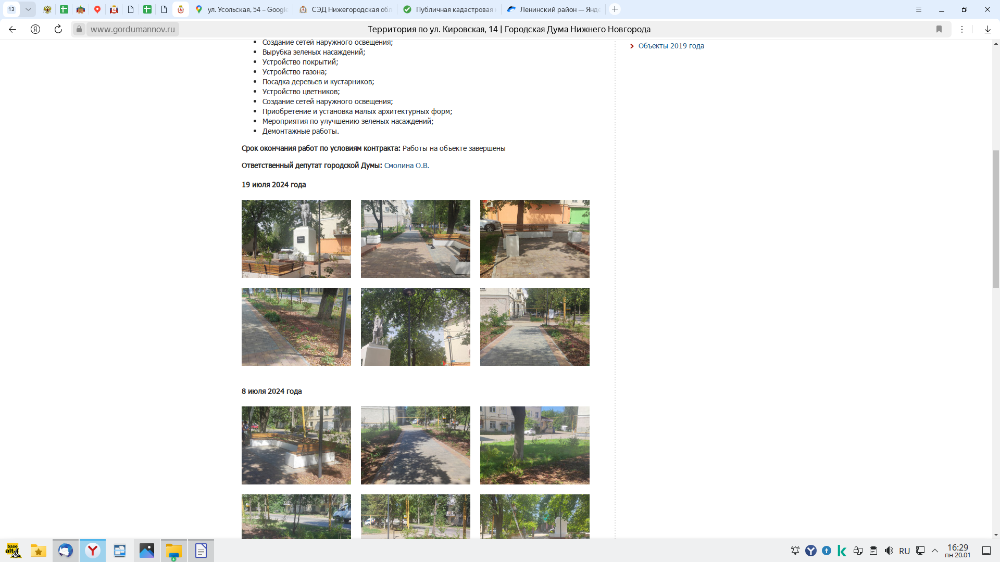 13
ул. Усольская, 54 – Google
СЭД Нижегородская обл
Публичная кадастровая
Ленинский район — Янде
www.gordumannov.ru
Территория по ул. Кировская, 14 | Городская Дума Нижнего Новгорода
Создание сетей наружного освещения;
Вырубка зеленых насаждений;
Устройство покрытий;
Устройство газона;
Посадка деревьев и кустарников;
Устройство цветников;
Создание сетей наружного освещения;
Приобретение и установка малых архитектурных форм;
Мероприятия по улучшению зеленых насаждений;
Демонтажные работы.
Объекты 2019 года
Срок окончания работ по условиям контракта: Работы на объекте завершены
Ответственный депутат городской Думы: Смолина О.В.
19 июля 2024 года
8 июля 2024 года
base
alt
RU
16:29
пн 20.01